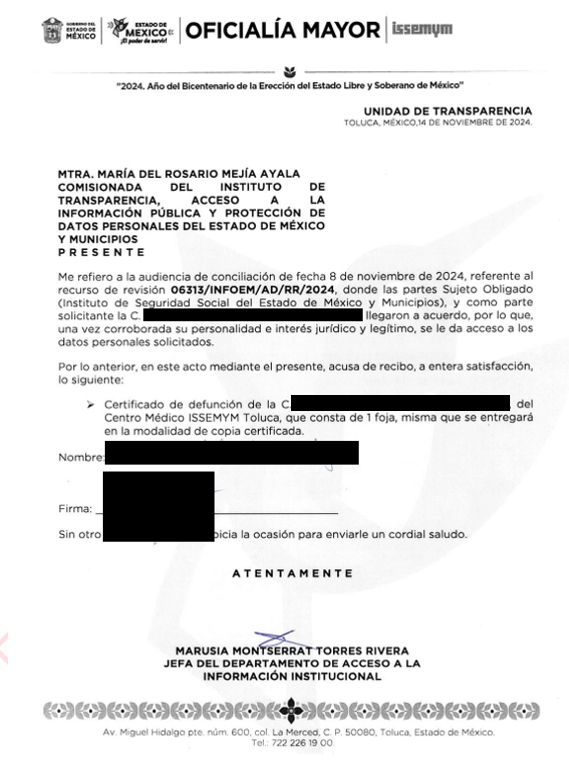 GOBIERNO DEL
ESTADO DE
MÉXICO
ESTADO DE
MÉXICO
¡El poder de servir!
OFICIALÍA MAYOR
issemym
"2024. Año del Bicentenario de la Erección del Estado Libre y Soberano de México"
UNIDAD DE TRANSPARENCIA
TOLUCA, MÉXICO,14 DE NOVIEMBRE DE 2024.
MTRA. MARÍA DEL ROSARIO MEJÍA AYALA
COMISIONADA DEL INSTITUTO DE
TRANSPARENCIA, ACCESO A LA
INFORMACIÓN PÚBLICA Y PROTECCIÓN DE
DATOS PERSONALES DEL ESTADO DE MÉXICO
Y MUNICIPIOS
P R E S E N T E
Me refiero a la audiencia de conciliación de fecha 8 de noviembre de 2024, referente al
recurso de revisión 06313/INFOEM/AD/RR/2024, donde las partes Sujeto Obligado
(Instituto de Seguridad Social del Estado de México y Municipios), y como parte
solicitante la C. llegaron a acuerdo, por lo que,
una vez corroborada su personalidad e interés jurídico y legítimo, se le da acceso a los
datos personales solicitados.
Por lo anterior, en este acto mediante el presente, acusa de recibo, a entera satisfacción,
lo siguiente:
➢ Certificado de defunción de la C. , del
Centro Médico ISSEMYM Toluca, que consta de 1 foja, misma que se entregará
en la modalidad de copia certificada.
Nombre:
Firma:
Sin otro bicia la ocasión para enviarle un cordial saludo.
A T E N T A M E N T E
MARUSIA MONTSERRAT TORRES RIVERA
JEFA DEL DEPARTAMENTO DE ACCESO A LA
INFORMACIÓN INSTITUCIONAL
Av. Miguel Hidalgo pte. núm. 600, col. La Merced, C. P. 50080, Toluca, Estado de México.
Tel.: 722 226 19 00